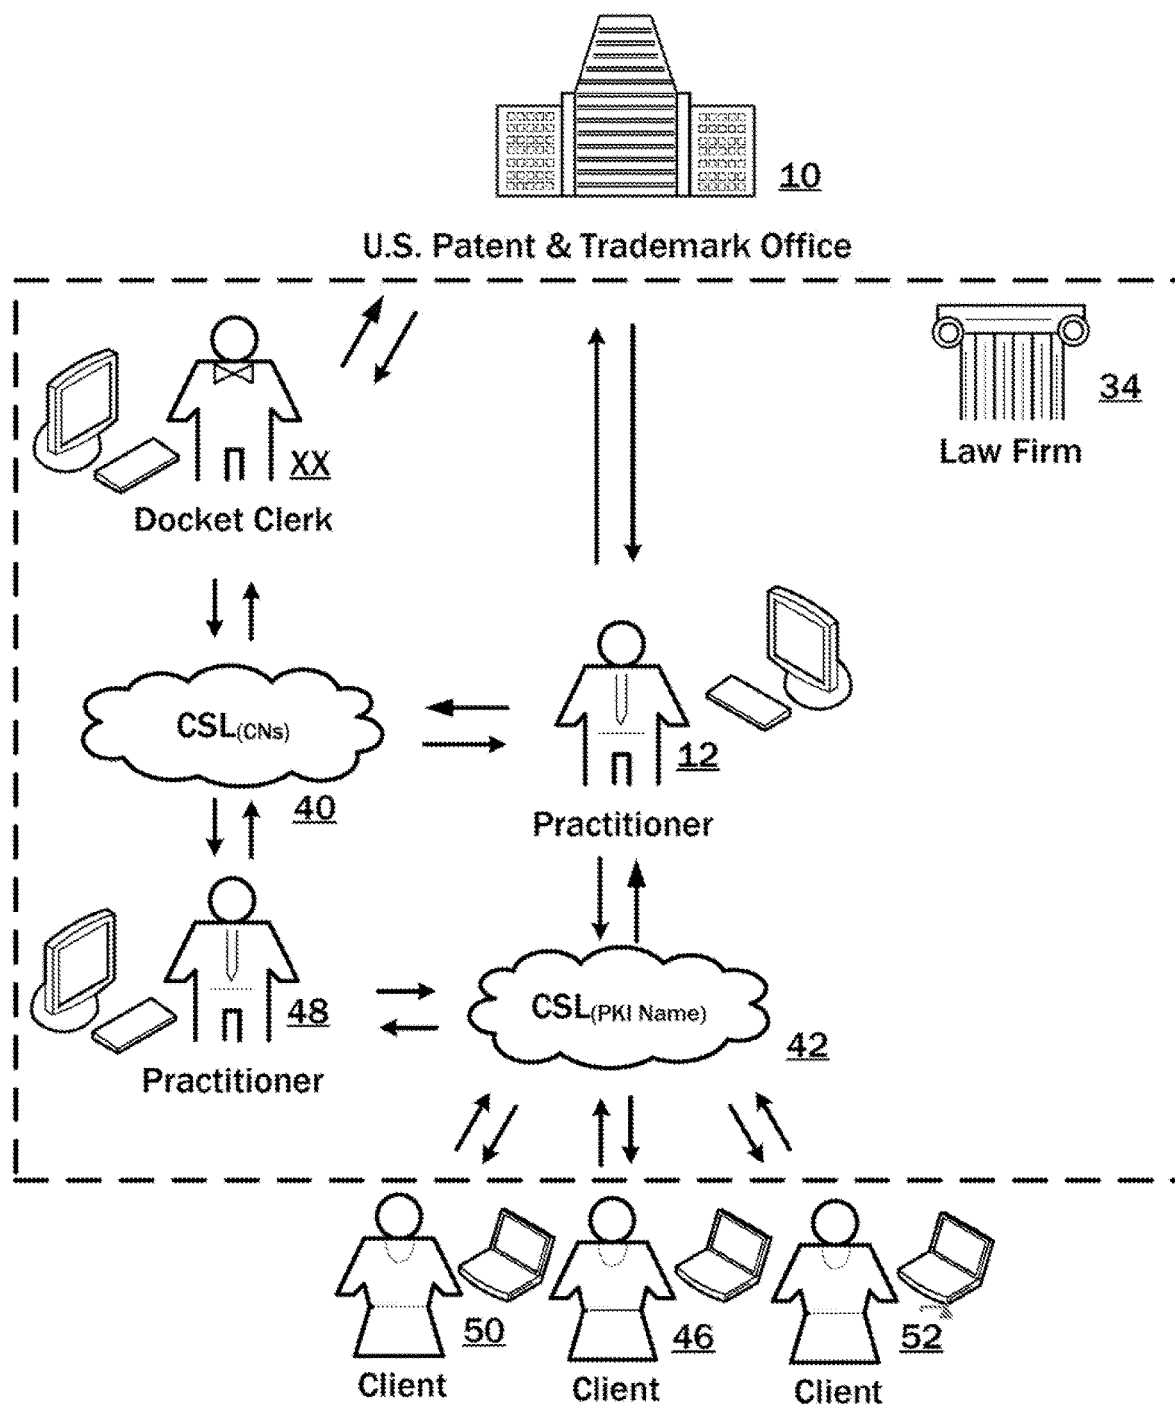 10
U.S. Patent & Trademark Office
34
Law Firm
XX
Docket Clerk
CSL(CNs)
12
40
Practitioner
CSL(PKI Name)
48
42
Practitioner
50
46
52
Client
Client
Client